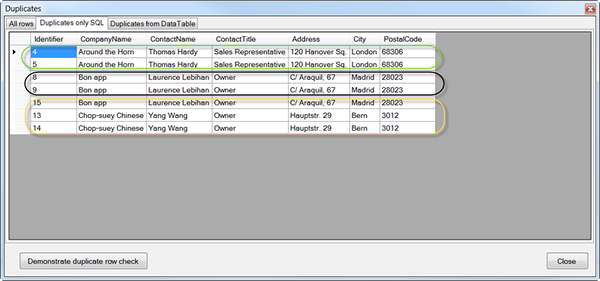 Duplicates
All rows Duplicates only SQL Duplicates from DataTable
Identifier CompanyName ContactName ContactTitle Address City PostalCode
4 Around the Horn Thomas Hardy Sales Representative 120 Hanover Sq. London 68306
5 Around the Horn Thomas Hardy Sales Representative 120 Hanover Sq. London 68306
8 Bon app Laurence Lebihan Owner C/ Araquil, 67 Madrid 28023
9 Bon app Laurence Lebihan Owner C/ Araquil, 67 Madrid 28023
15 Bon app Laurence Lebihan Owner C/ Araquil, 67 Madrid 28023
13 Chop-suey Chinese Yang Wang Owner Hauptstr. 29 Bern 3012
14 Chop-suey Chinese Yang Wang Owner Hauptstr. 29 Bern 3012
Demonstrate duplicate row check Close